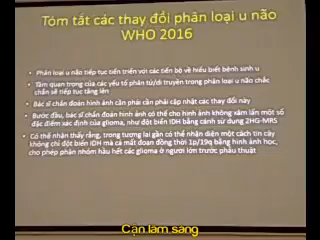 Tóm tắt các thay đổi phân loại u não
WHO 2016
Phân loại u não tiếp tục tiến triển với các tiến bộ về hiểu biết bệnh sinh u
Tầm quan trọng của các yếu tố phân tử/di truyền trong phân loại u não chắc
chắn sẽ tiếp tục tăng lên
Bác sĩ chẩn đoán hình ảnh cần phải cần phải cập nhật các thay đổi này
Bước đầu, bác sĩ chẩn đoán hình ảnh có thể cho hình ảnh không xâm lấn một số
đặc điểm xác định của glioma, như đột biến IDH bằng cánh sử dụng 2HG-MRS
Có thể nhận thấy rằng, trong tương lai gần có thể nhận diện một cách tin cậy
không chỉ đột biến IDH mà cả mất đoạn đồng thời 1p/19q bằng hình ảnh học,
cho phép phân nhóm hầu hết các glioma ở người lớn trước phẫu thuật
Cận lâm sàng